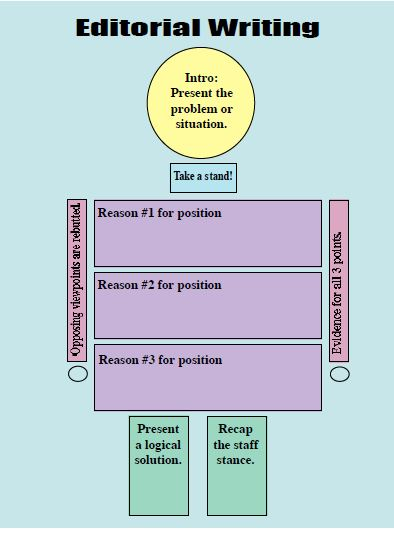 Editorial Writing
Intro:
Present the
problem or
situation.
Take a stand!
Opposing viewpoints are rebutted.
Reason #1 for position
Reason #2 for position
Reason #3 for position
Evidence for all 3 points.
Present
a logical
solution.
Recap
the staff
stance.